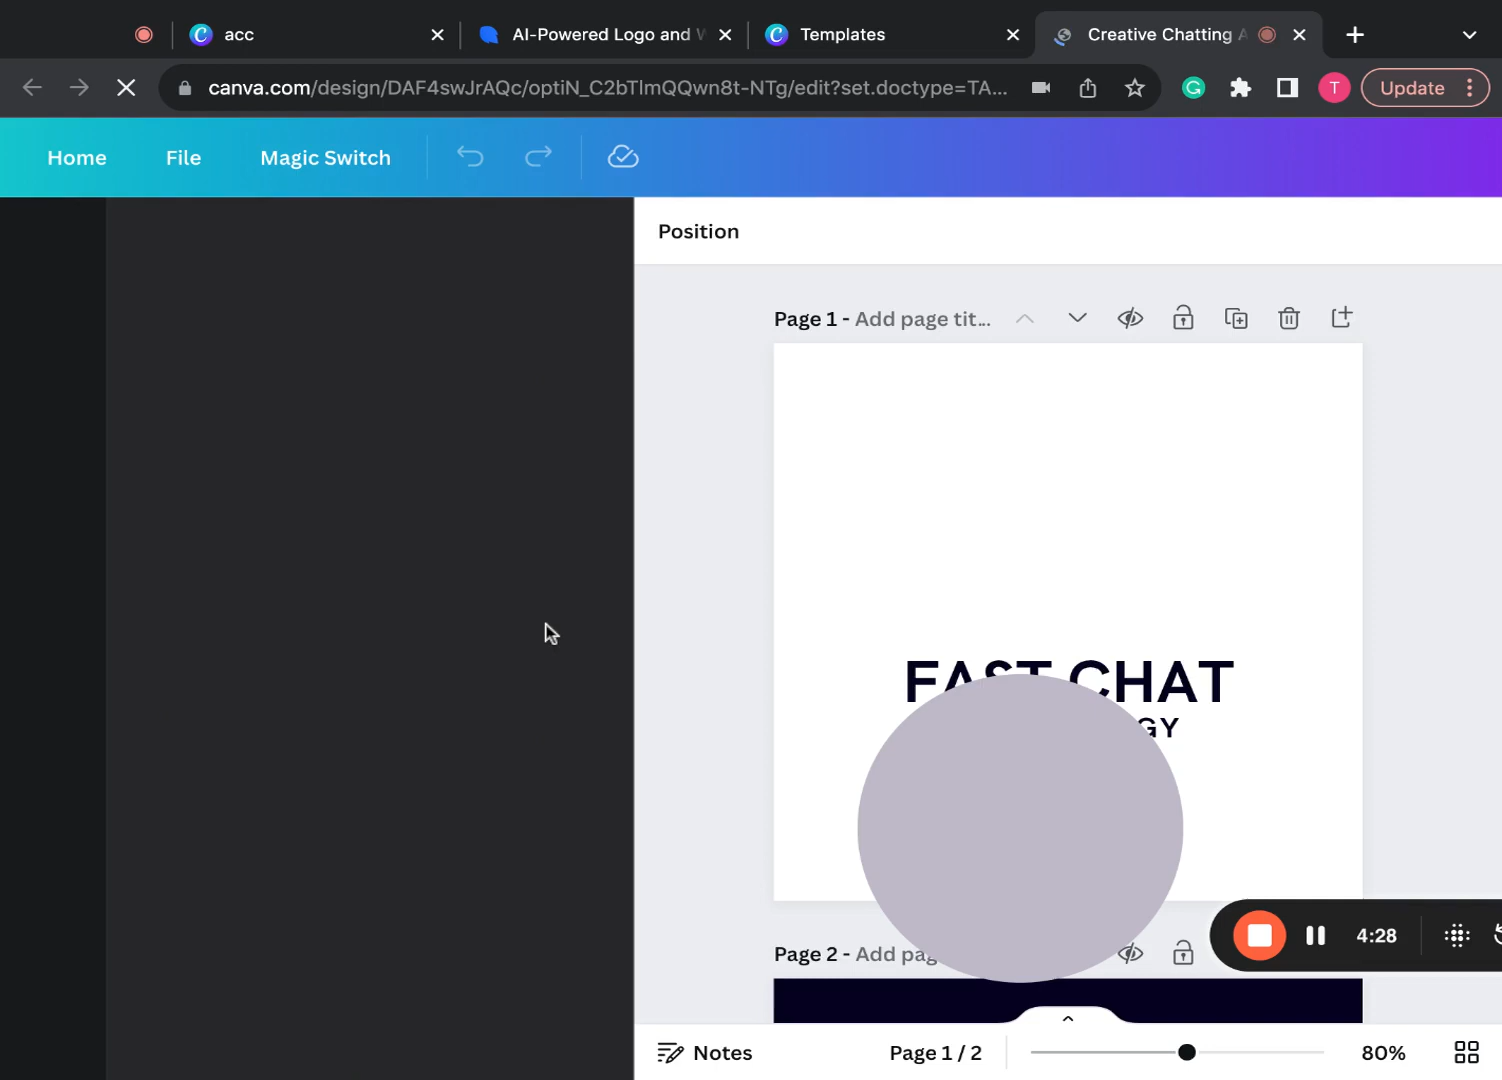 acc
AI-Powered Logo and
Templates
Creative Chatting
canva.com/design/DAF4swJrAQc/optiN_C2bTlmQQwn8t-NTg/edit?set.doctype=TA...
T
Update
Home
File
Magic Switch
Position
Page 1 - Add page tit...
FAST CHAT
Page 2 - Add
4:28
Notes
Page 1 / 2
80%